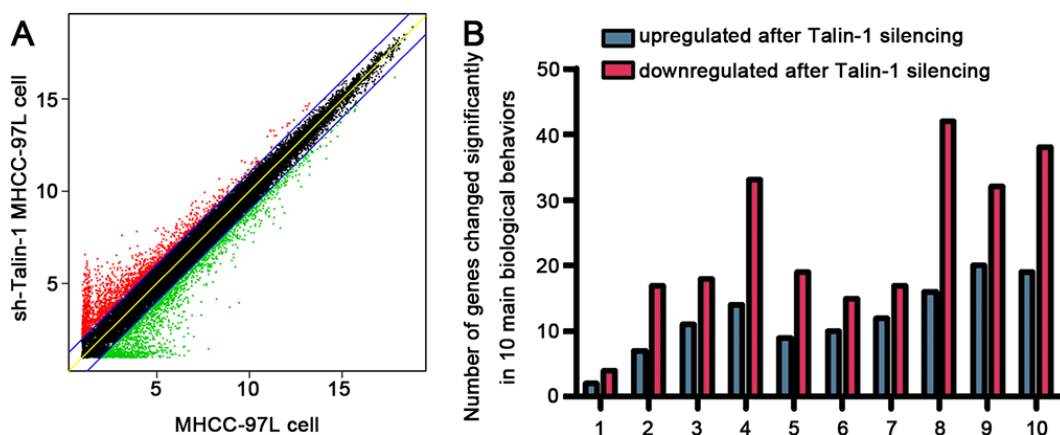 A
sh-Talin-1 MHCC-97L cell
15
10
5
5
10
15
MHCC-97L cell
B
upregulated after Talin-1 silencing
downregulated after Talin-1 silencing
Number of genes changed significantly
in 10 main biological behaviors
50
40
30
20
10
0
1 2 3 4 5 6 7 8 9 10